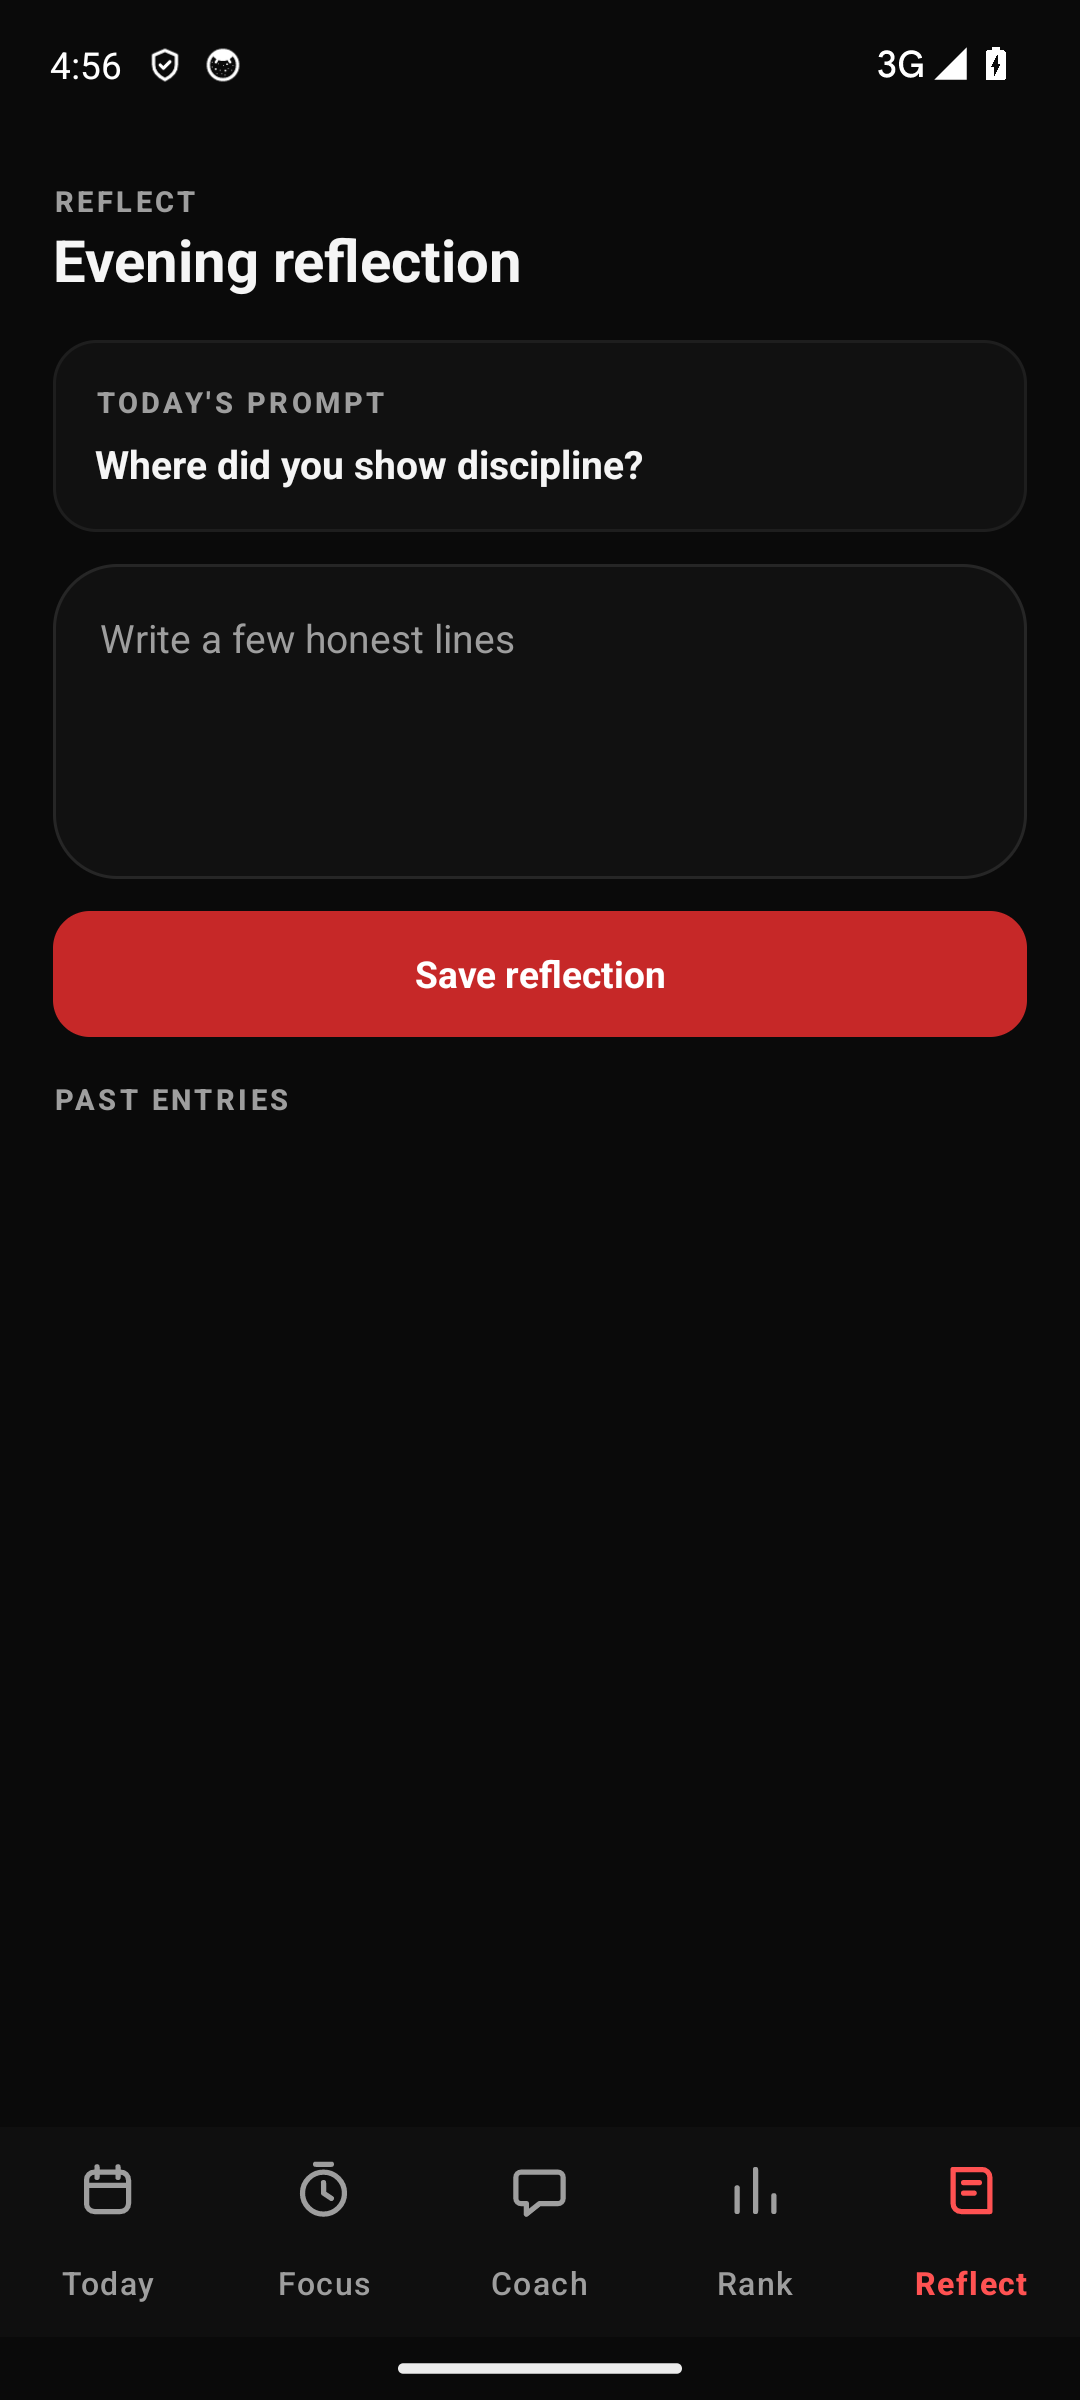 4:56
3G
REFLECT
Evening reflection
TODAY'S PROMPT
Where did you show discipline?
Write a few honest lines
Save reflection
PAST ENTRIES
Today
Focus
Coach
Rank
Reflect